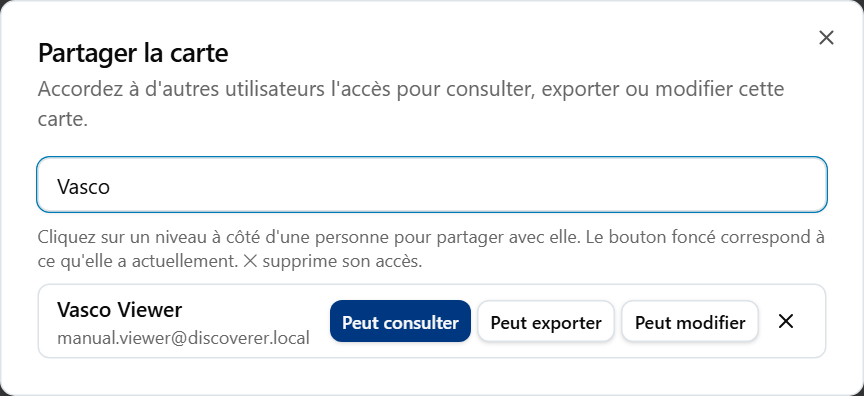 Partager la carte
Accordez à d'autres utilisateurs l'accès pour consulter, exporter ou modifier cette
carte.
Vasco
Cliquez sur un niveau à côté d'une personne pour partager avec elle. Le bouton foncé correspond à
ce qu'elle a actuellement. ✕ supprime son accès.
Vasco Viewer
manual.viewer@discoverer.local
Peut consulter
Peut exporter
Peut modifier